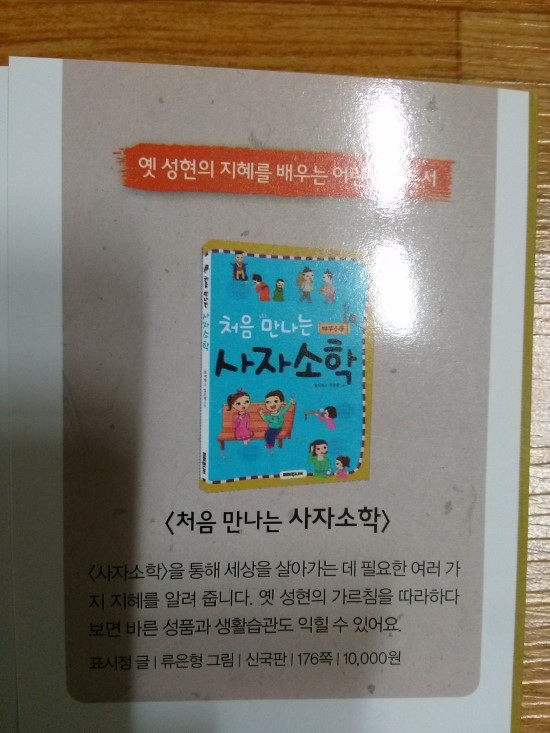 옛 성현의 지혜를 배우는
처음 만나는
사자소학
〈처음 만나는 사자소학〉
〈사자소학〉을 통해 세상을 살아가는 데 필요한 여러 가
지 지혜를 알려 줍니다. 옛 성현의 가르침을 따라하다
보면 바른 성품과 생활습관도 익힐 수 있어요.
표시정 글 | 류은형 그림 | 신국판 | 176쪽 | 10,000원